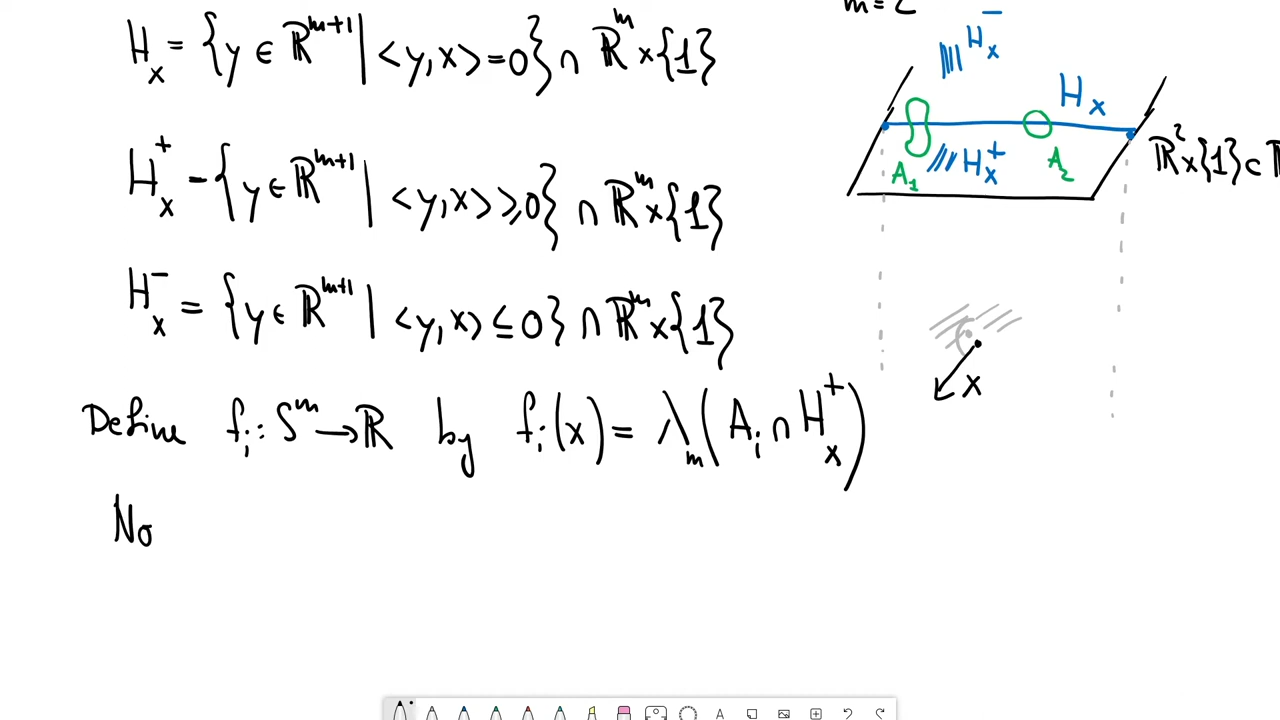 m=2
H_x = {y ∈ ℝ^{m+1} | <y,x>=0} ∩ ℝ^m×{1}
H_x^+ = {y ∈ ℝ^{m+1} | <y,x> ≥ 0} ∩ ℝ^m×{1}
H_x^- = {y ∈ ℝ^{m+1} | <y,x> ≤ 0} ∩ ℝ^m×{1}
Define f_i: S^m → ℝ by f_i(x) = λ_m(A_i ∩ H_x^+)
No
H_x^-
H_x
ℝ^2×{1} ⊂ ℝ
A_1
H_x^+
A_2
x
A